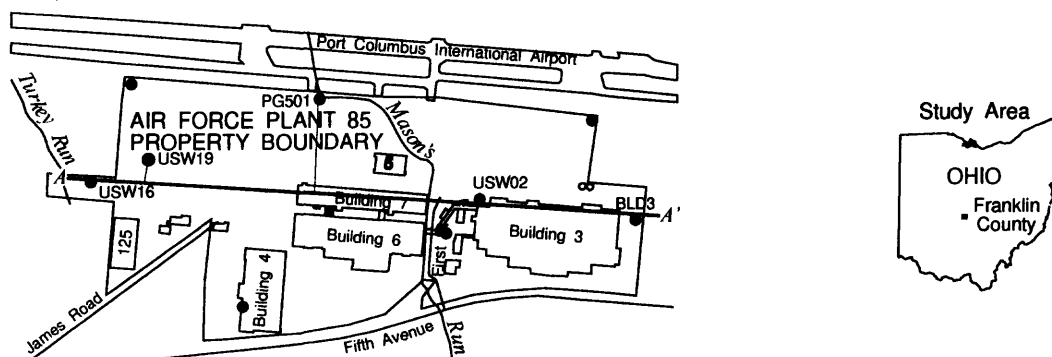 Port Columbus International Airport
Turkey Run
PG501
Mason's
AIR FORCE PLANT 85
PROPERTY BOUNDARY
USW19
A
USW16
USW02
BLD3
A'
Building 7
Building 6
Building 3
125
First
Building 4
James Road
Fifth Avenue
Run
Study Area
OHIO
Franklin
County